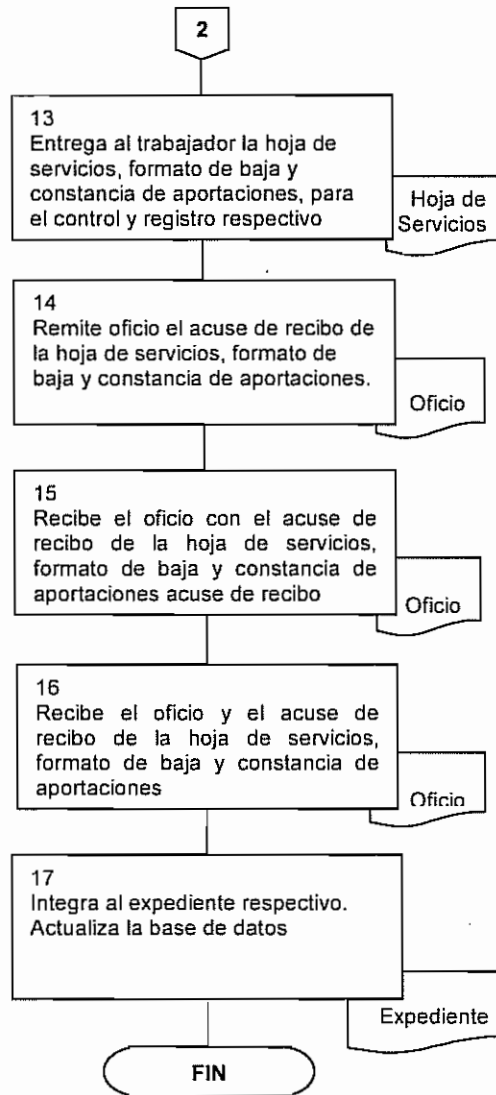 2
13
Entrega al trabajador la hoja de
servicios, formato de baja y
constancia de aportaciones, para
el control y registro respectivo
Hoja de
Servicios
14
Remite oficio el acuse de recibo de
la hoja de servicios, formato de
baja y constancia de aportaciones.
Oficio
15
Recibe el oficio con el acuse de
recibo de la hoja de servicios,
formato de baja y constancia de
aportaciones acuse de recibo
Oficio
16
Recibe el oficio y el acuse de
recibo de la hoja de servicios,
formato de baja y constancia de
aportaciones
Oficio
17
Integra al expediente respectivo.
Actualiza la base de datos
Expediente
FIN